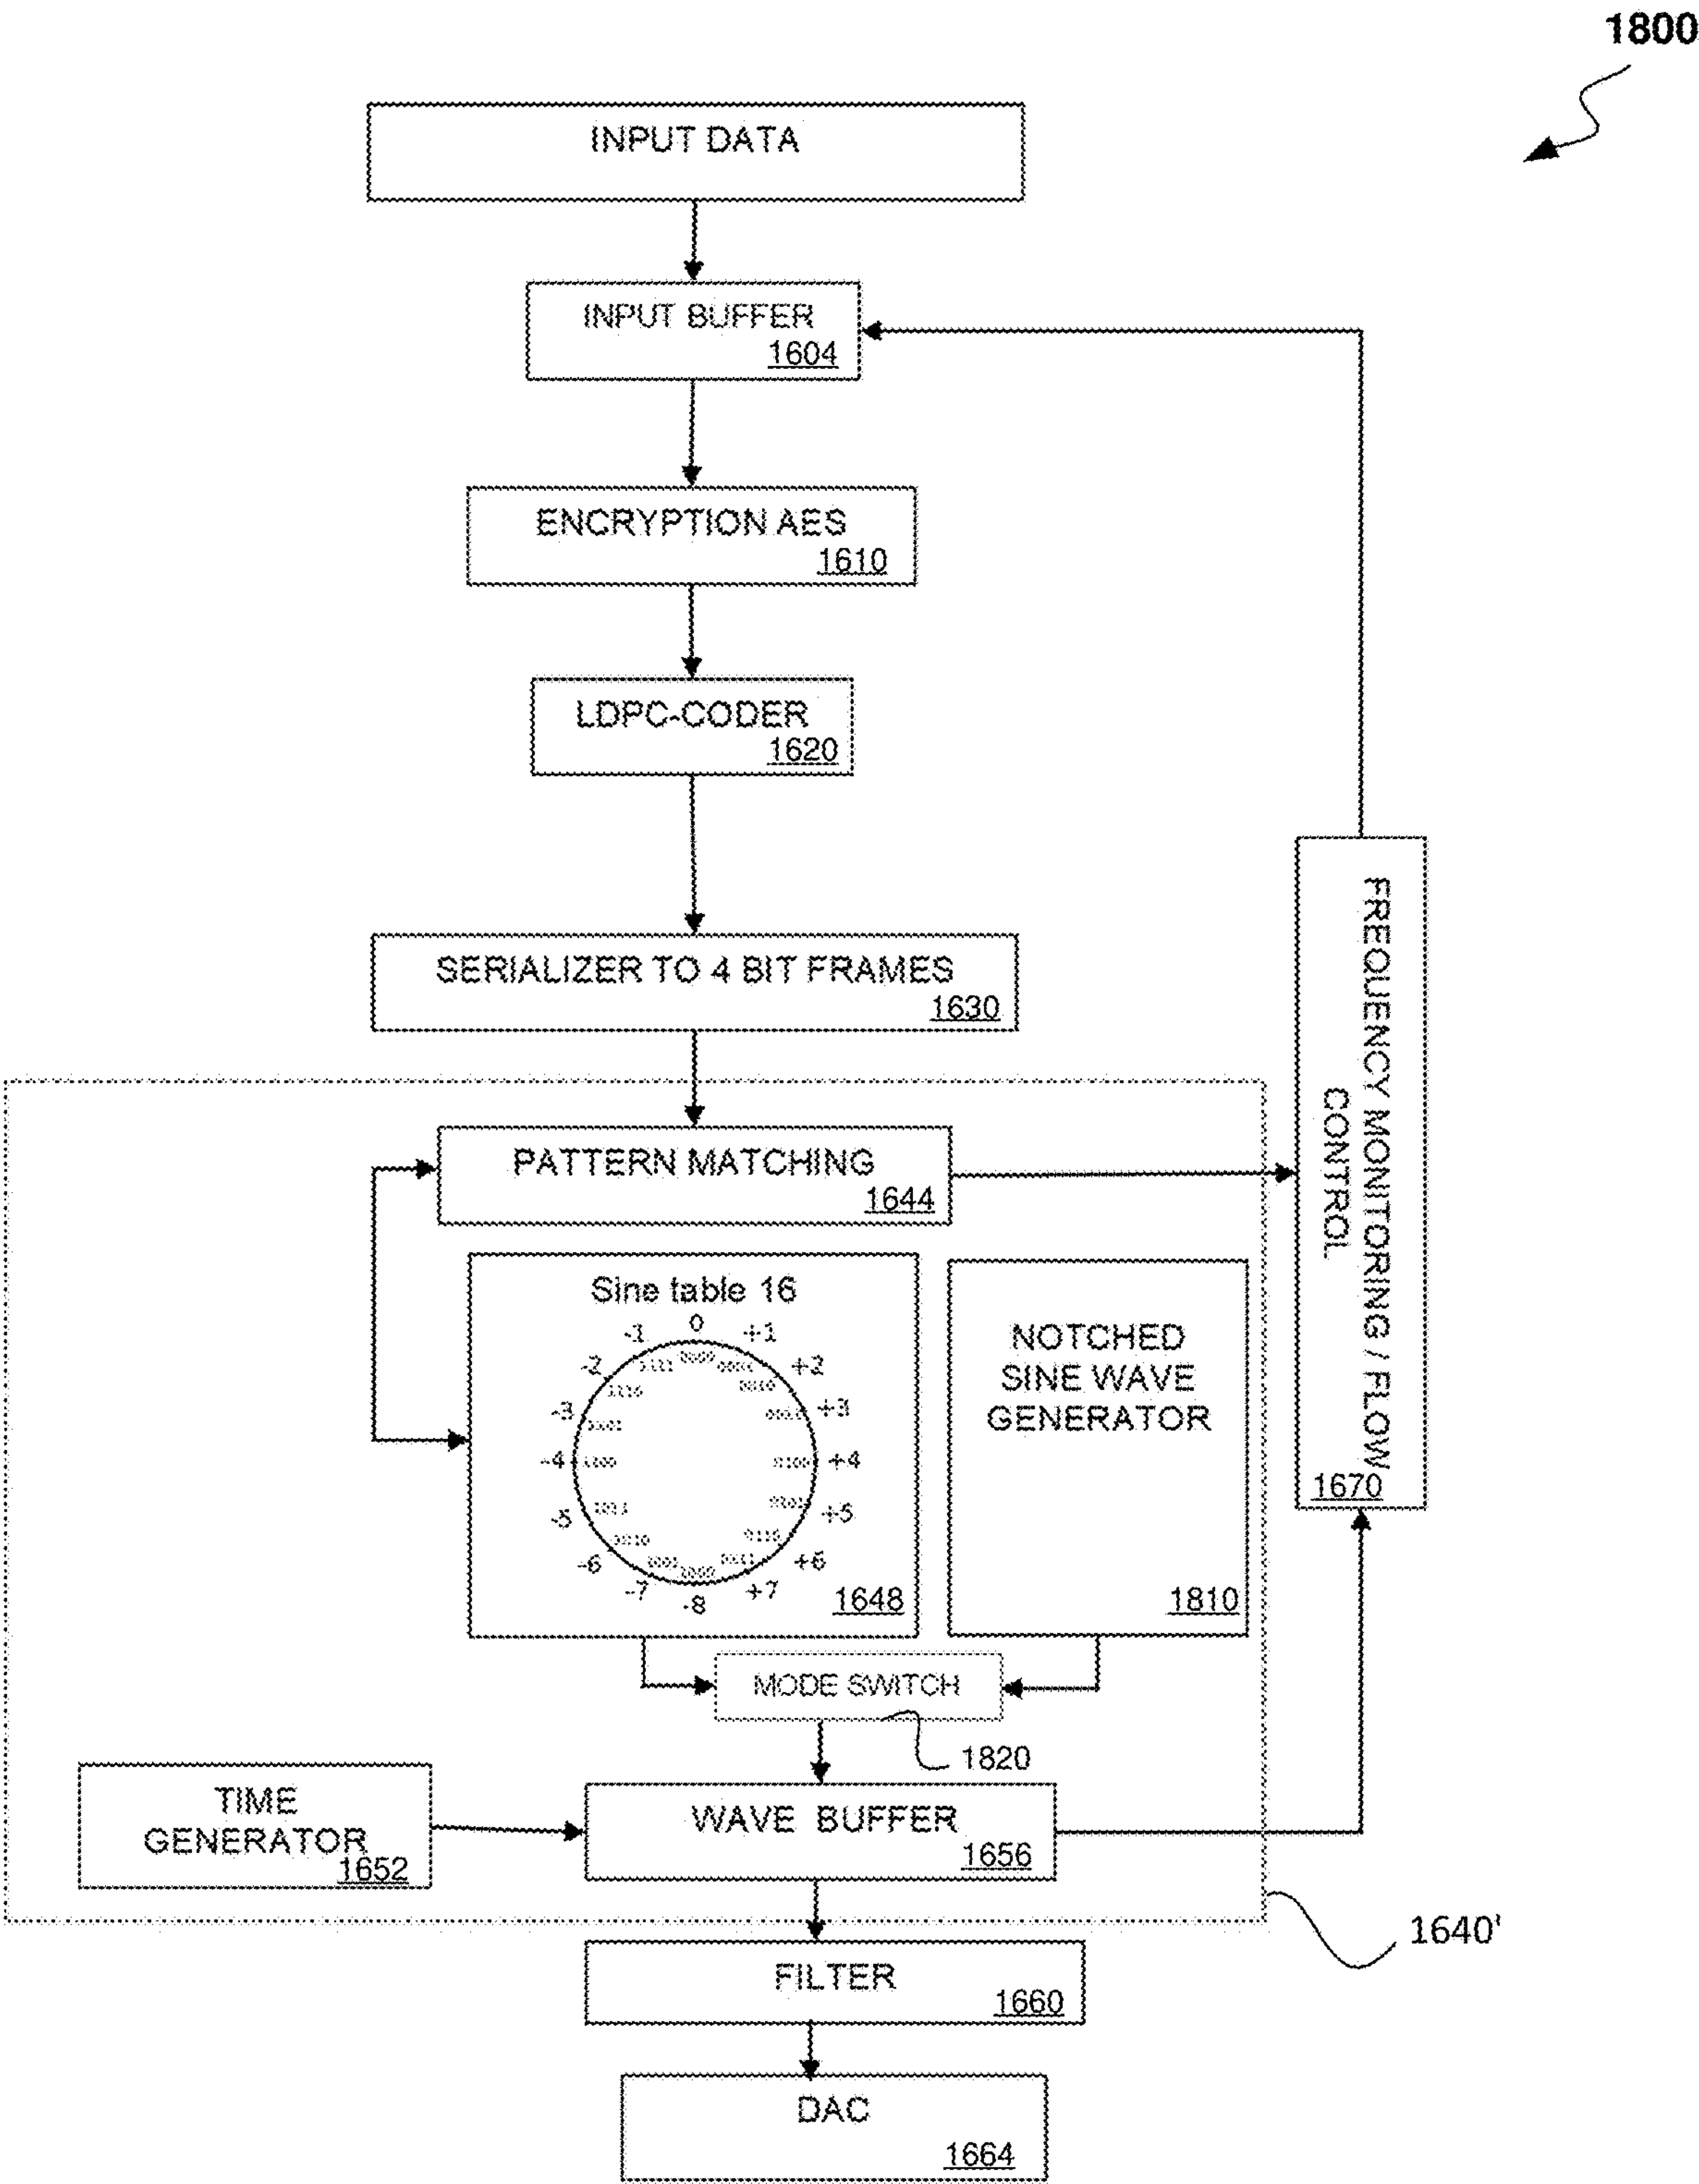 1800
INPUT DATA
INPUT BUFFER
1604
ENCRYPTION AES
1610
LDPC-CODER
1620
SERIALIZER TO 4 BIT FRAMES
1630
PATTERN MATCHING
1644
FREQUENCY MONITORING / FLOW
CONTROL
1670
Sine table 16
0
+1
+2
+3
+4
+5
+6
+7
-8
-7
-6
-5
-4
-3
-2
-1
1648
NOTCHED
SINE WAVE
GENERATOR
1810
MODE SWITCH
1820
TIME
GENERATOR
1652
WAVE BUFFER
1656
1640'
FILTER
1660
DAC
1664